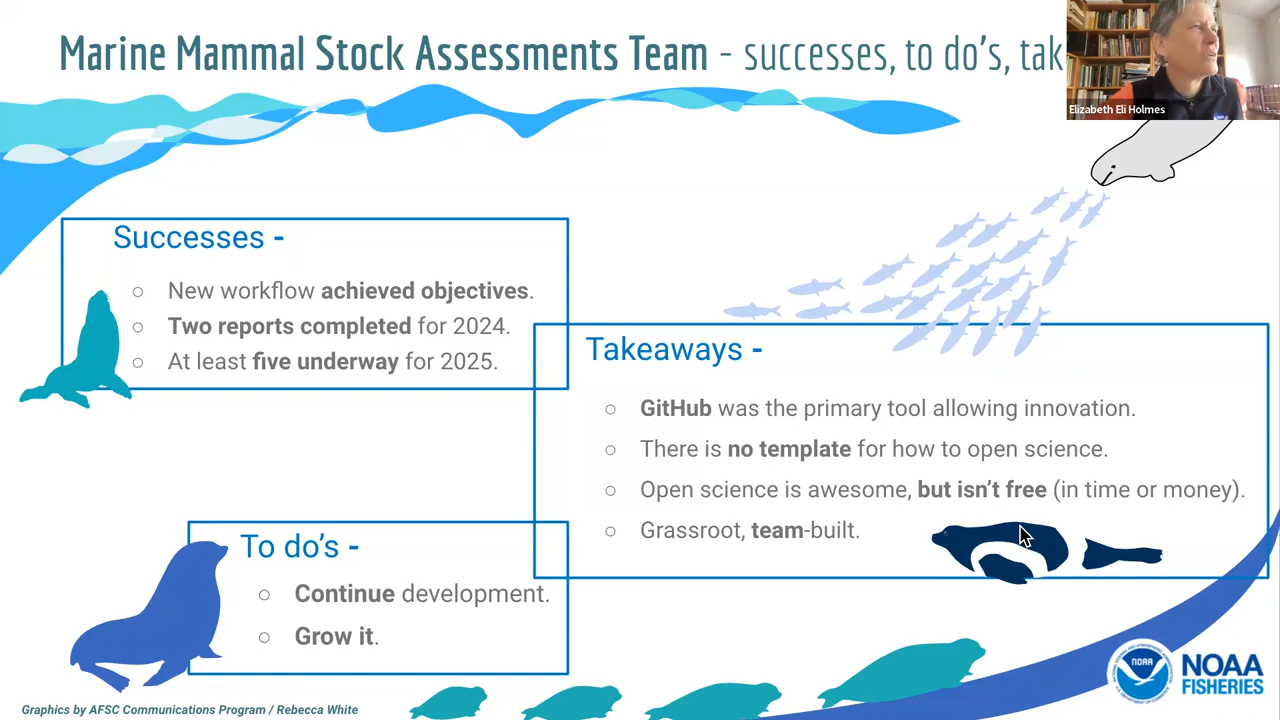 Marine Mammal Stock Assessments Team - successes, to do's, tak
Elizabeth Eli Holmes
Successes -
○ New workflow achieved objectives.
○ Two reports completed for 2024.
○ At least five underway for 2025.
Takeaways -
○ GitHub was the primary tool allowing innovation.
○ There is no template for how to open science.
○ Open science is awesome, but isn't free (in time or money).
○ Grassroot, team-built.
To do's -
○ Continue development.
○ Grow it.
NOAA
NOAA
FISHERIES
Graphics by AFSC Communications Program / Rebecca White